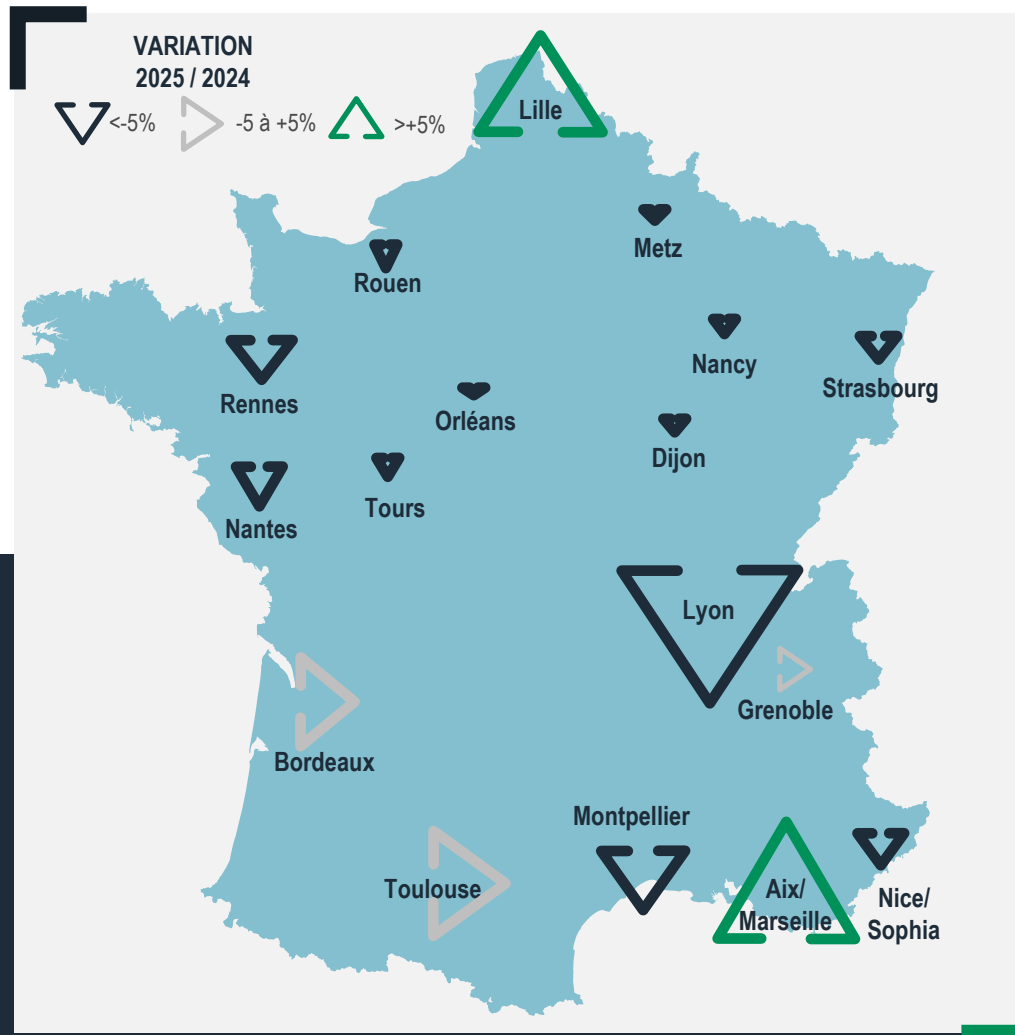 VARIATION
2025 / 2024
<-5%
-5 à +5%
>+5%
Lille
Metz
Rouen
Nancy
Strasbourg
Rennes
Orléans
Dijon
Tours
Nantes
Lyon
Grenoble
Bordeaux
Montpellier
Toulouse
Aix/
Marseille
Nice/
Sophia